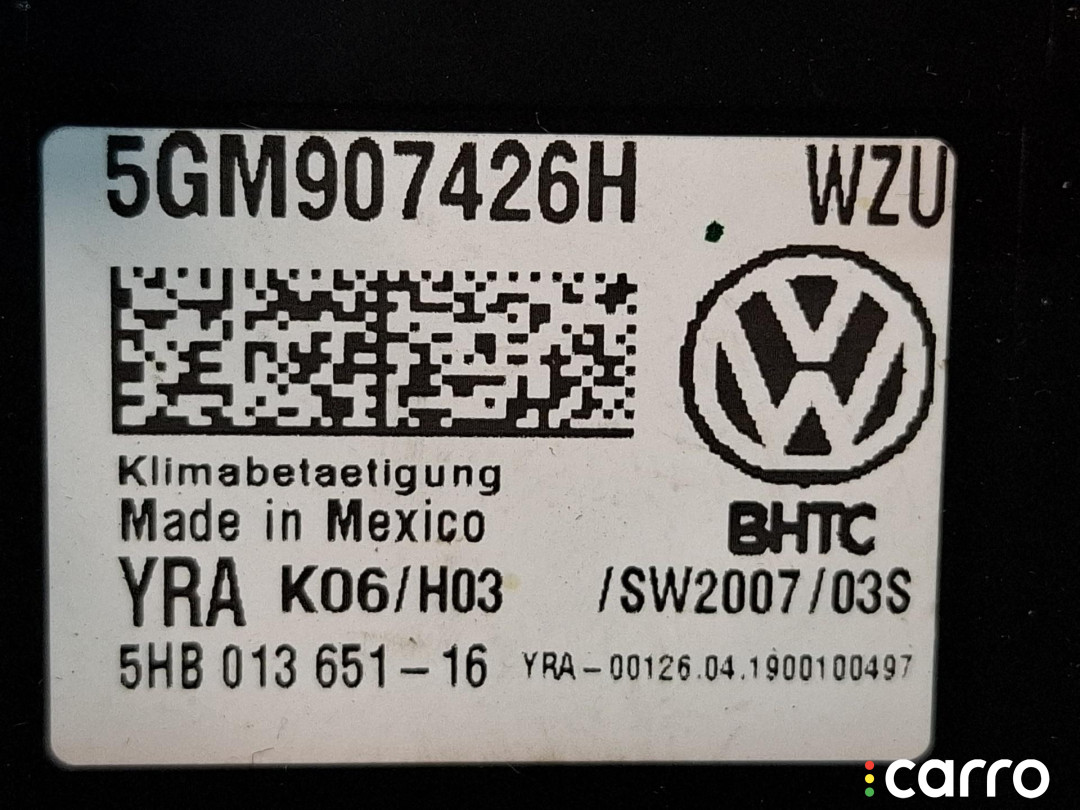 5GM907426H WZU
Klimabetaetigung
Made in Mexico
BHTC
YRA K06/H03 /SW2007/03S
5HB 013 651-16 YRA-00126.04.1900100497
carro